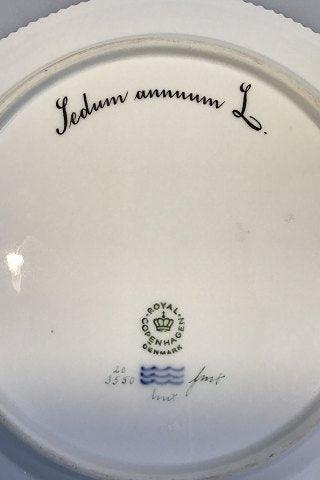 Sedum annuum L.
ROYAL
COPENHAGEN
DENMARK
20
3550